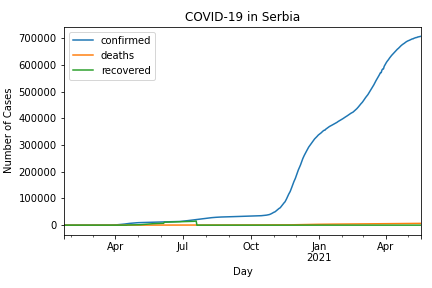 COVID-19 in Serbia
confirmed
deaths
recovered
Number of Cases
700000
600000
500000
400000
300000
200000
100000
0
Apr
Jul
Oct
Jan
2021
Apr
Day